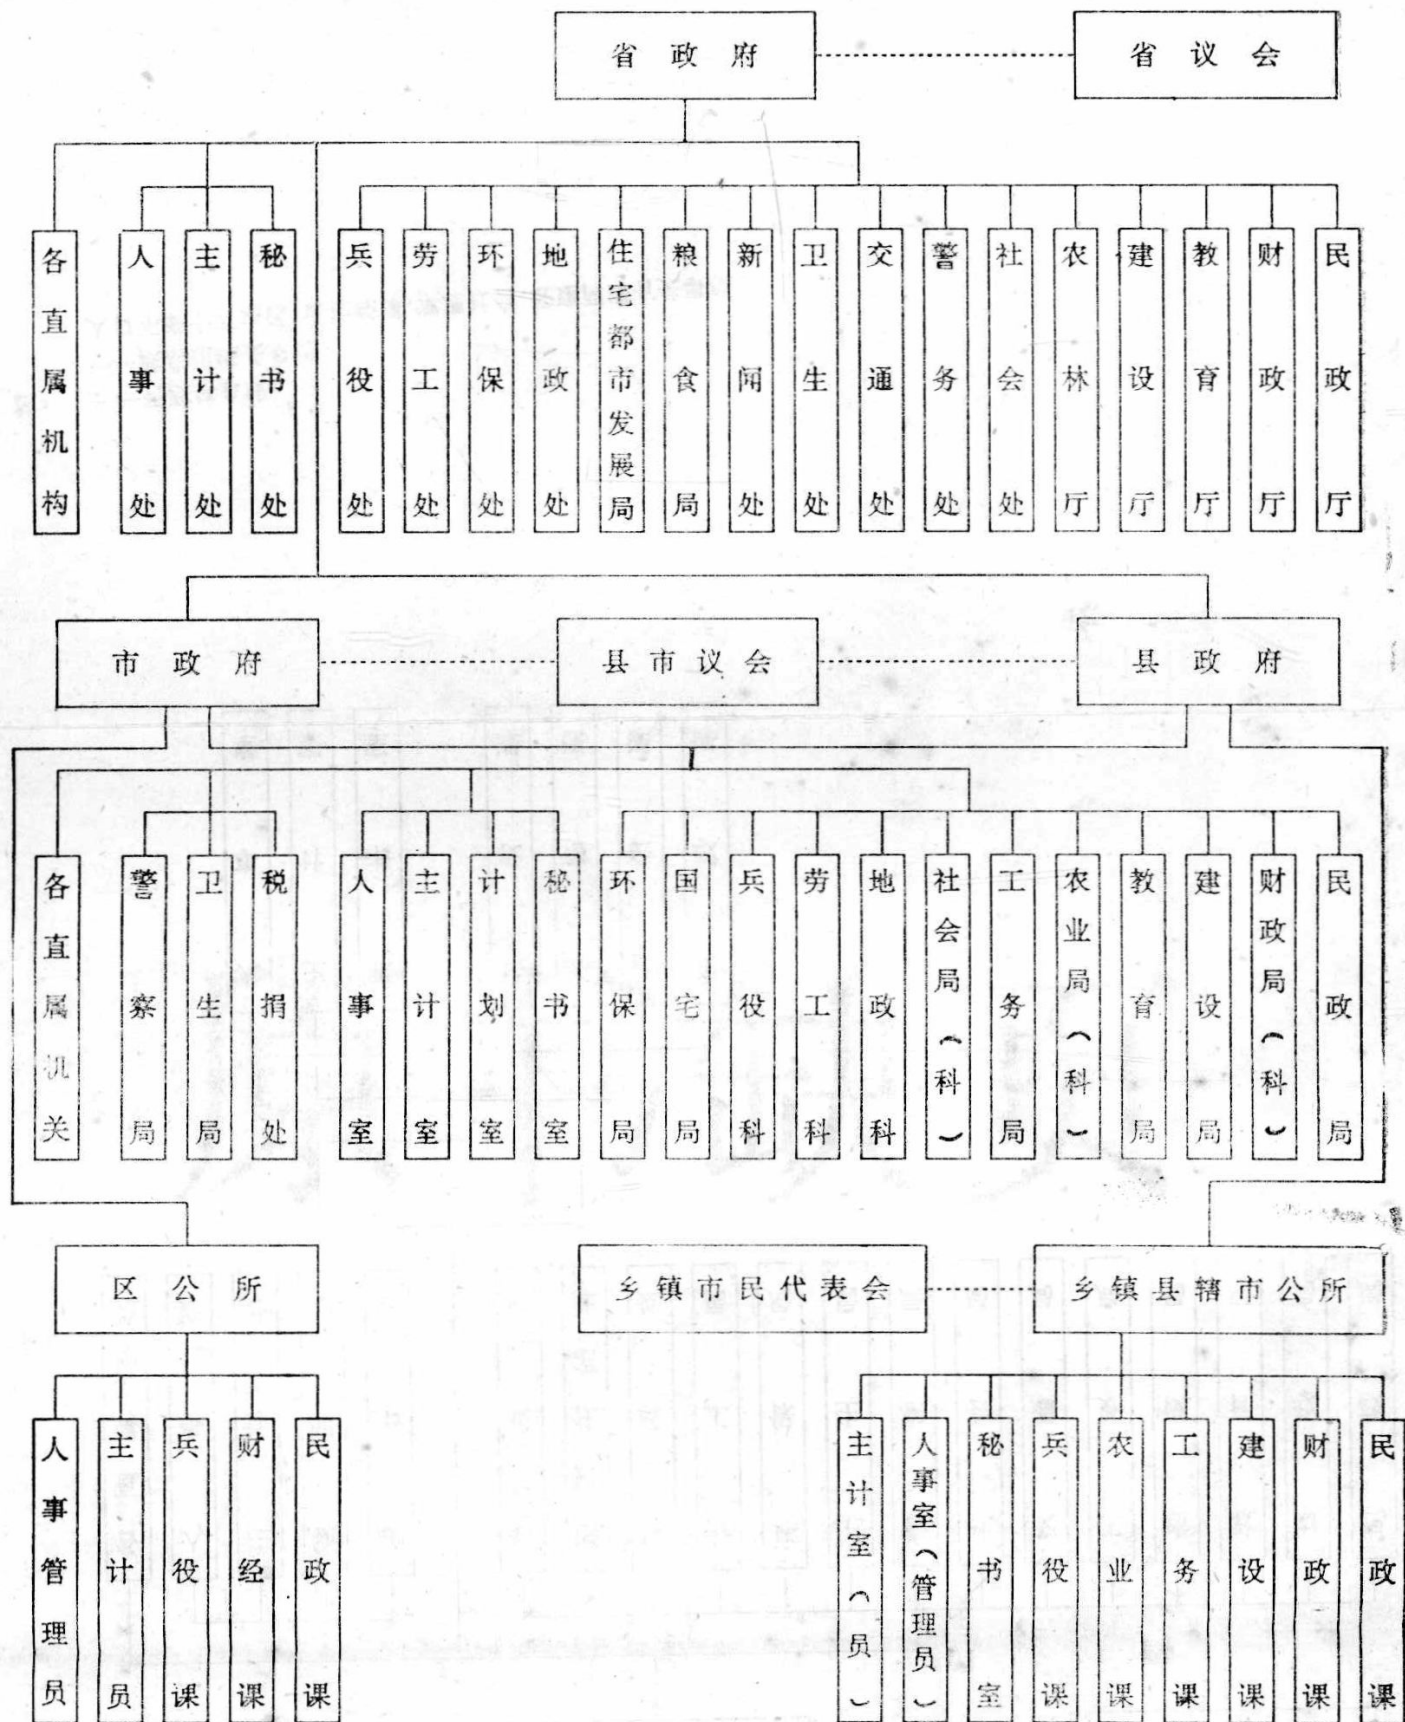 省政府
省议会
各直属机构
人事处
主计处
秘书处
兵役处
劳工处
环保处
地政处
住宅都市发展局
粮食局
新闻处
卫生处
交通处
警务处
社会处
农林厅
建设厅
教育厅
财政厅
民政厅
市政府
县市议会
县政府
各直属机关
警察局
卫生局
税捐处
人事室
主计室
计划室
秘书室
环保局
国宅局
兵役科
劳工科
地政科
社会局（科）
工务局
农业局（科）
教育局
建设局
财政局（科）
民政局
区公所
乡镇市民代表会
乡镇县辖市公所
人事管理员
主计员
兵役课
财经课
民政课
主计室（员）
人事室（管理员）
秘书室
兵役课
农业课
工务课
建设课
财政课
民政课